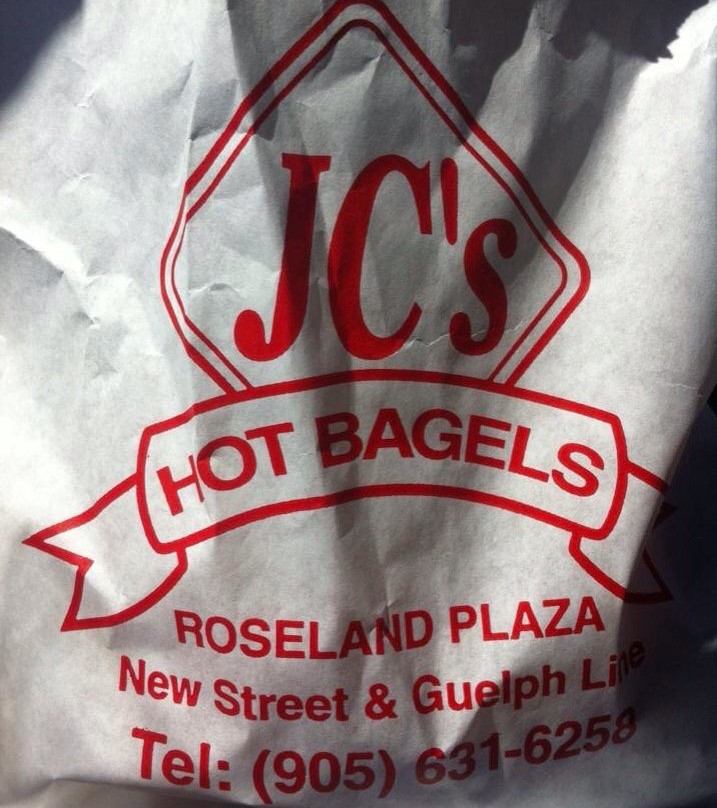 JC's
HOT BAGELS
ROSELAND PLAZA
New Street & Guelph Line
Tel: (905) 631-6258